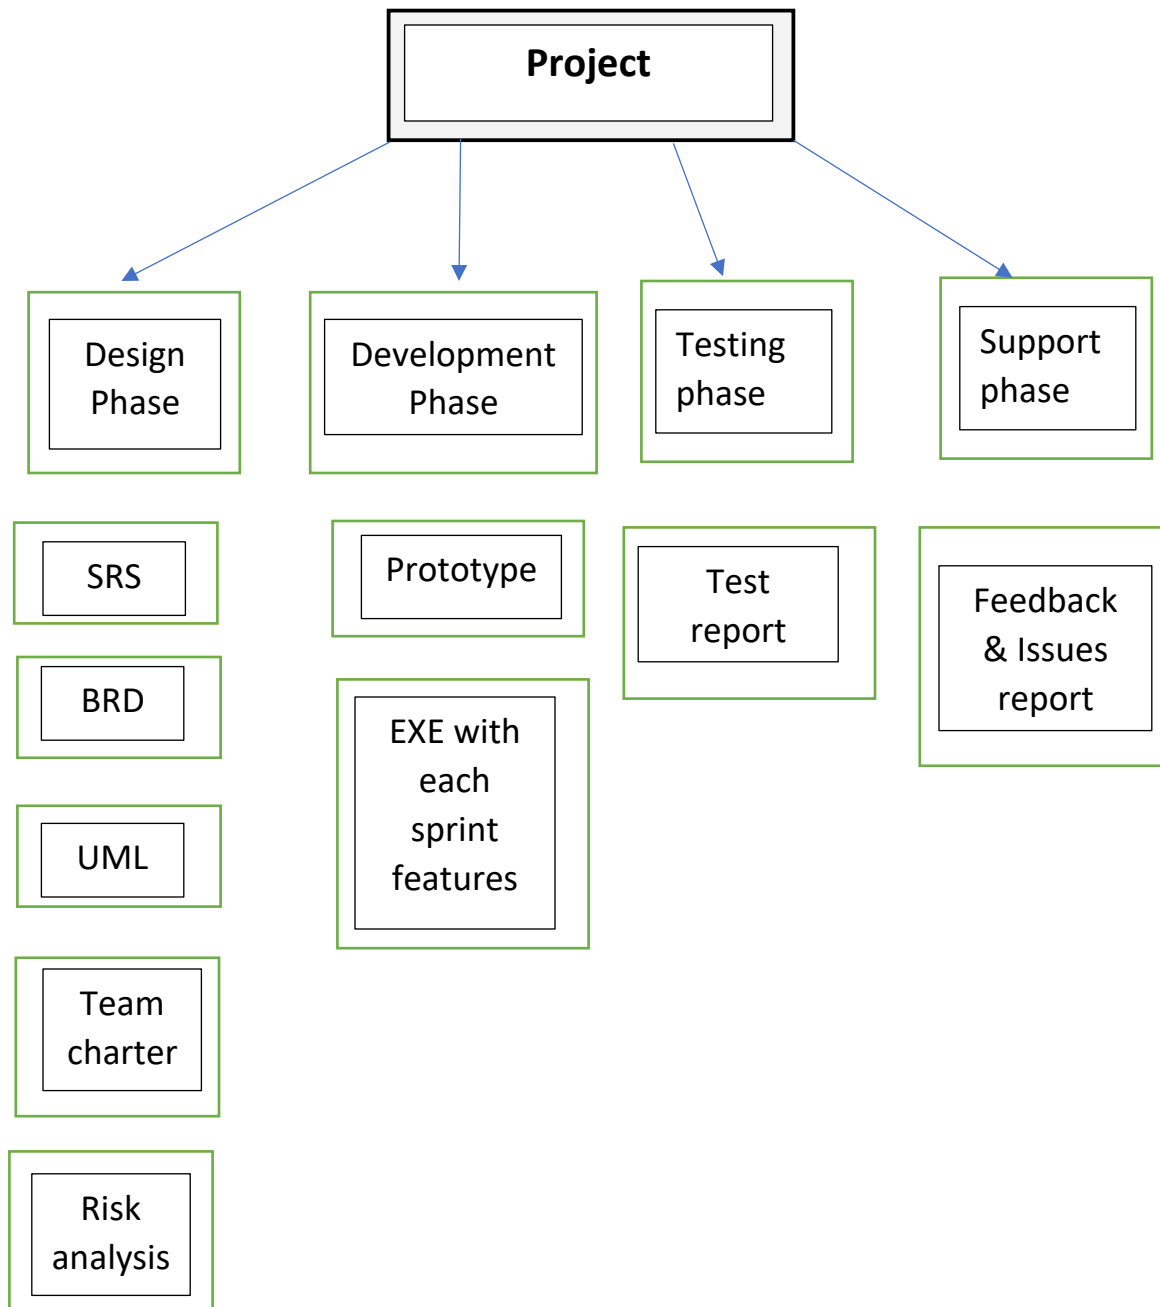 Project
Design
Phase
Development
Phase
Testing
phase
Support
phase
SRS
BRD
UML
Team
charter
Risk
analysis
Prototype
EXE with
each
sprint
features
Test
report
Feedback
& Issues
report